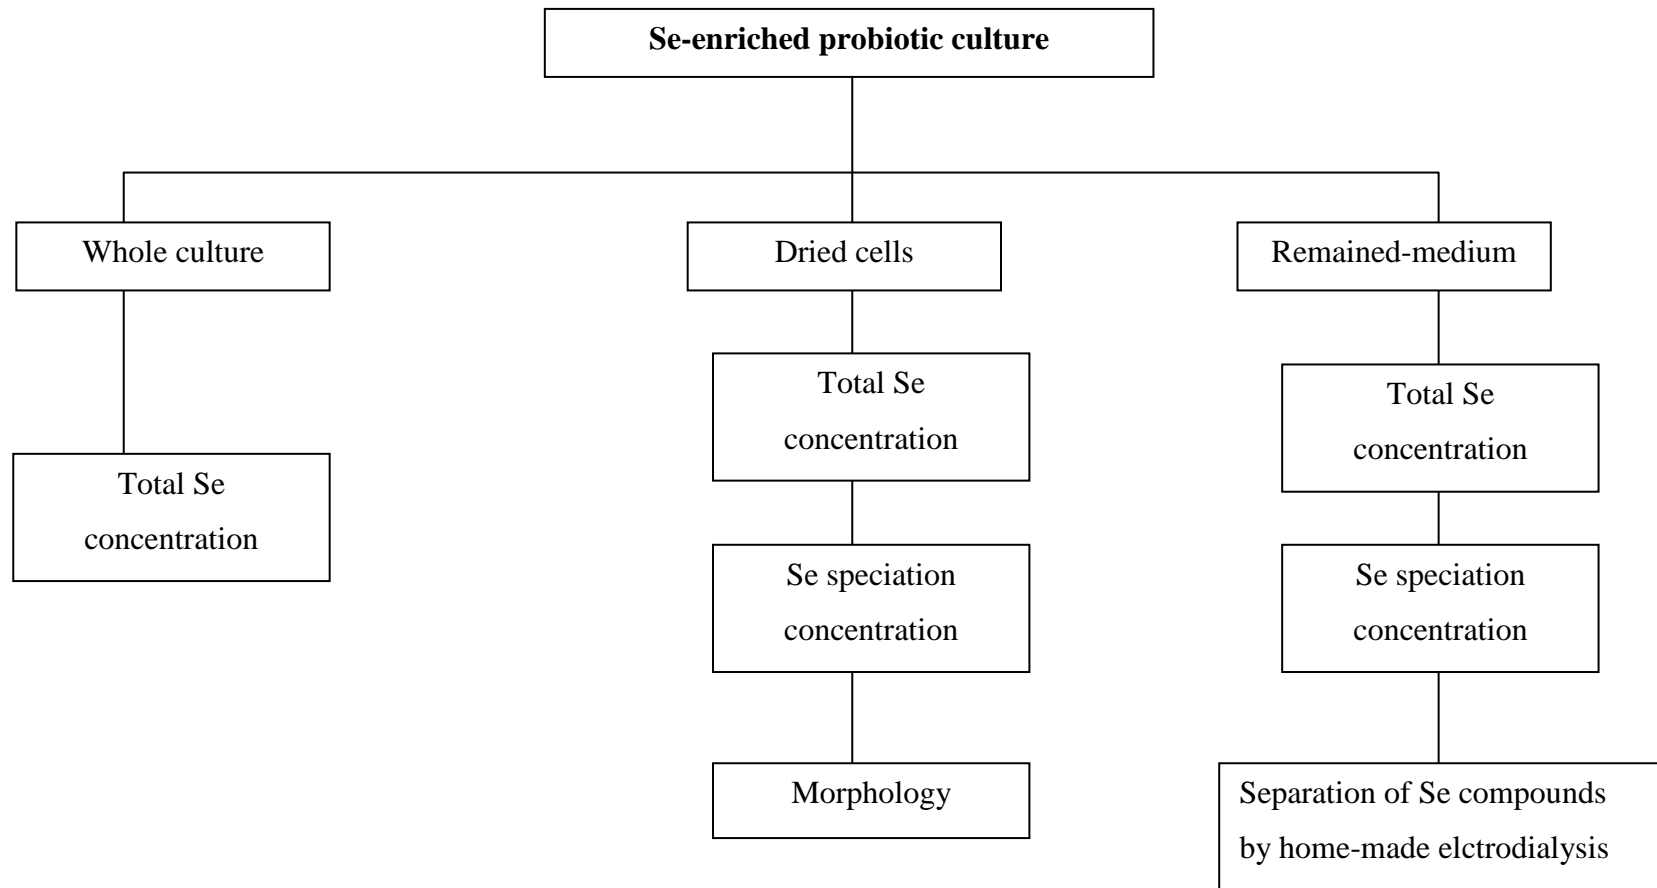 Se-enriched probiotic culture
Whole culture
Dried cells
Remained-medium
Total Se
concentration
Total Se
concentration
Total Se
concentration
Se speciation
concentration
Se speciation
concentration
Morphology
Separation of Se compounds
by home-made elctrodialysis